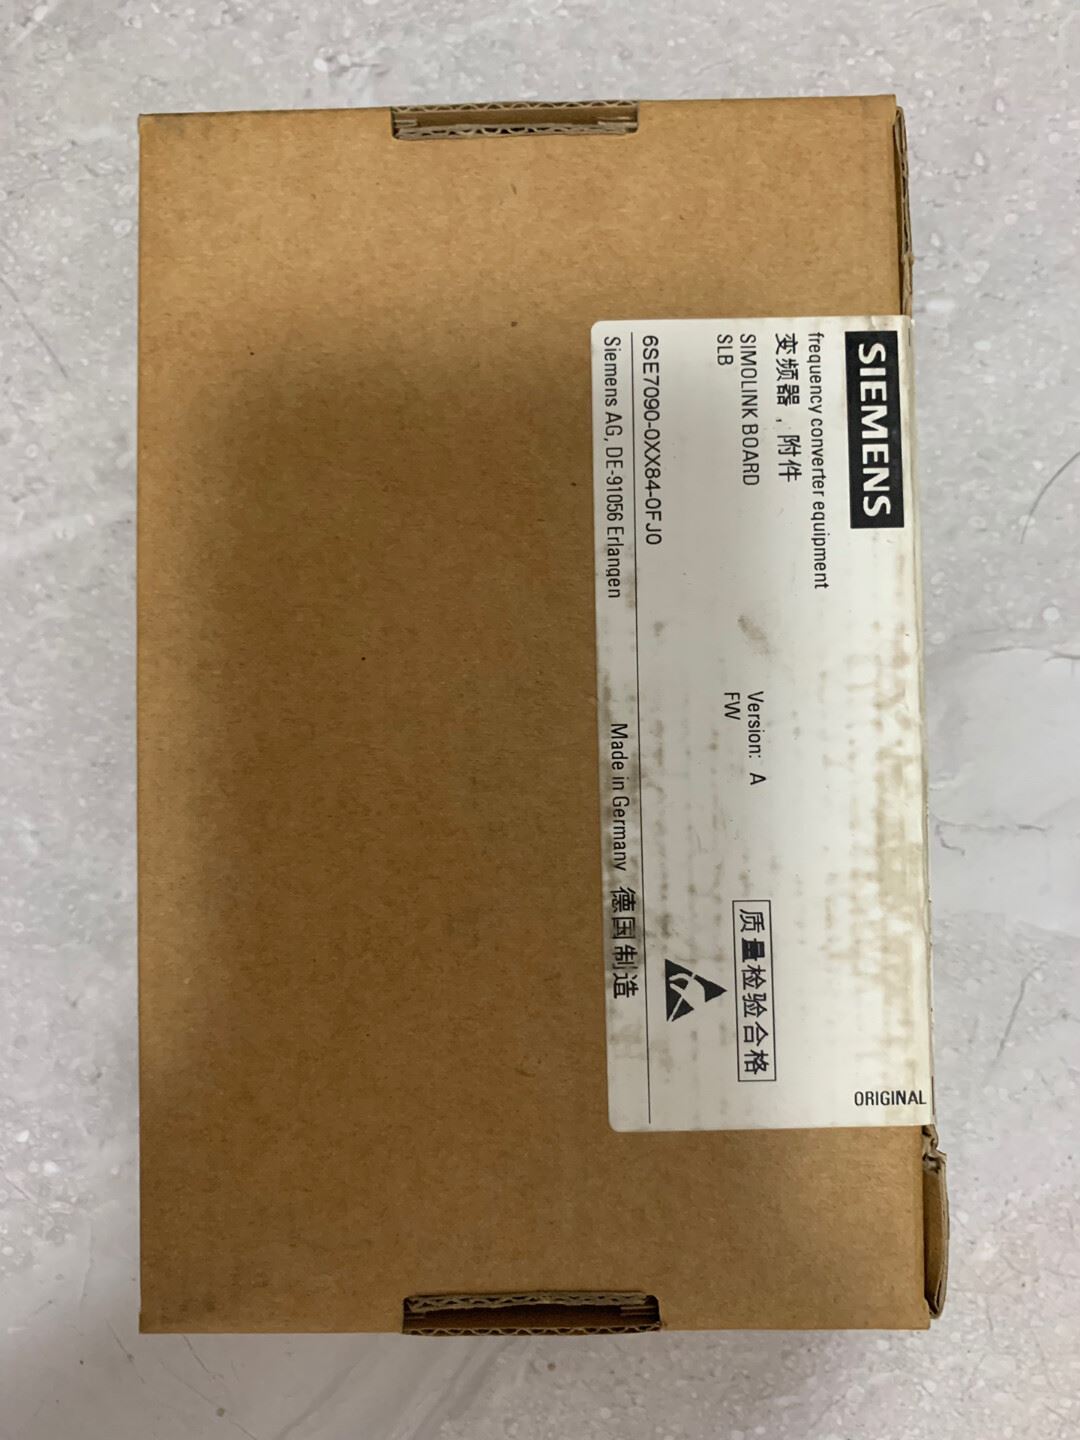 SIEMENS
ORIGINAL
frequency converter equipment
变频器，附件
SIMOLINK BOARD
Version: A
SLB
FW
质量检验合格
6SE7090-0XX84-0FJ0
Siemens AG, DE-91056 Erlangen
Made in Germany 德国制造